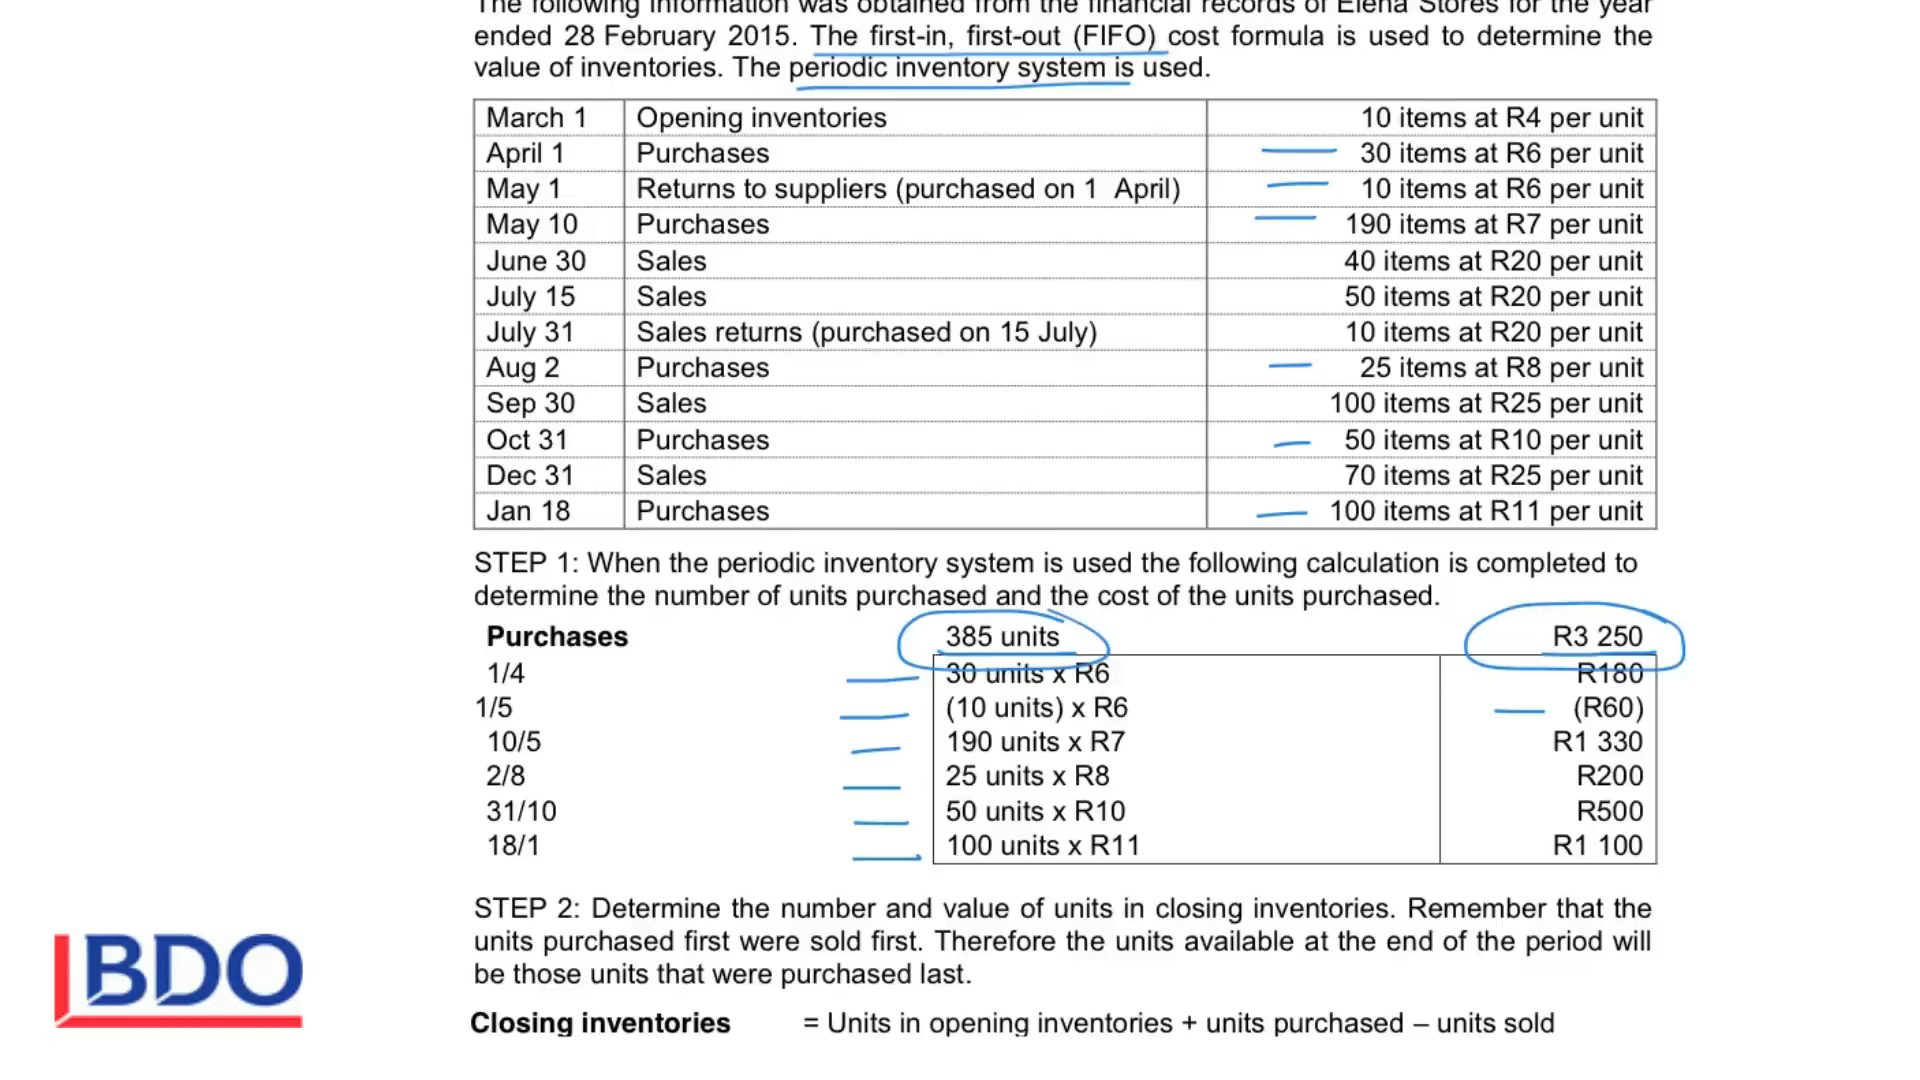 The following information was obtained from the financial records of Elena Stores for the year
ended 28 February 2015. The first-in, first-out (FIFO) cost formula is used to determine the
value of inventories. The periodic inventory system is used.
March 1 Opening inventories 10 items at R4 per unit
April 1 Purchases 30 items at R6 per unit
May 1 Returns to suppliers (purchased on 1 April) 10 items at R6 per unit
May 10 Purchases 190 items at R7 per unit
June 30 Sales 40 items at R20 per unit
July 15 Sales 50 items at R20 per unit
July 31 Sales returns (purchased on 15 July) 10 items at R20 per unit
Aug 2 Purchases 25 items at R8 per unit
Sep 30 Sales 100 items at R25 per unit
Oct 31 Purchases 50 items at R10 per unit
Dec 31 Sales 70 items at R25 per unit
Jan 18 Purchases 100 items at R11 per unit
STEP 1: When the periodic inventory system is used the following calculation is completed to
determine the number of units purchased and the cost of the units purchased.
Purchases 385 units R3 250
1/4 30 units x R6 R180
1/5 (10 units) x R6 (R60)
10/5 190 units x R7 R1 330
2/8 25 units x R8 R200
31/10 50 units x R10 R500
18/1 100 units x R11 R1 100
STEP 2: Determine the number and value of units in closing inventories. Remember that the
units purchased first were sold first. Therefore the units available at the end of the period will
be those units that were purchased last.
Closing inventories = Units in opening inventories + units purchased – units sold
BDO